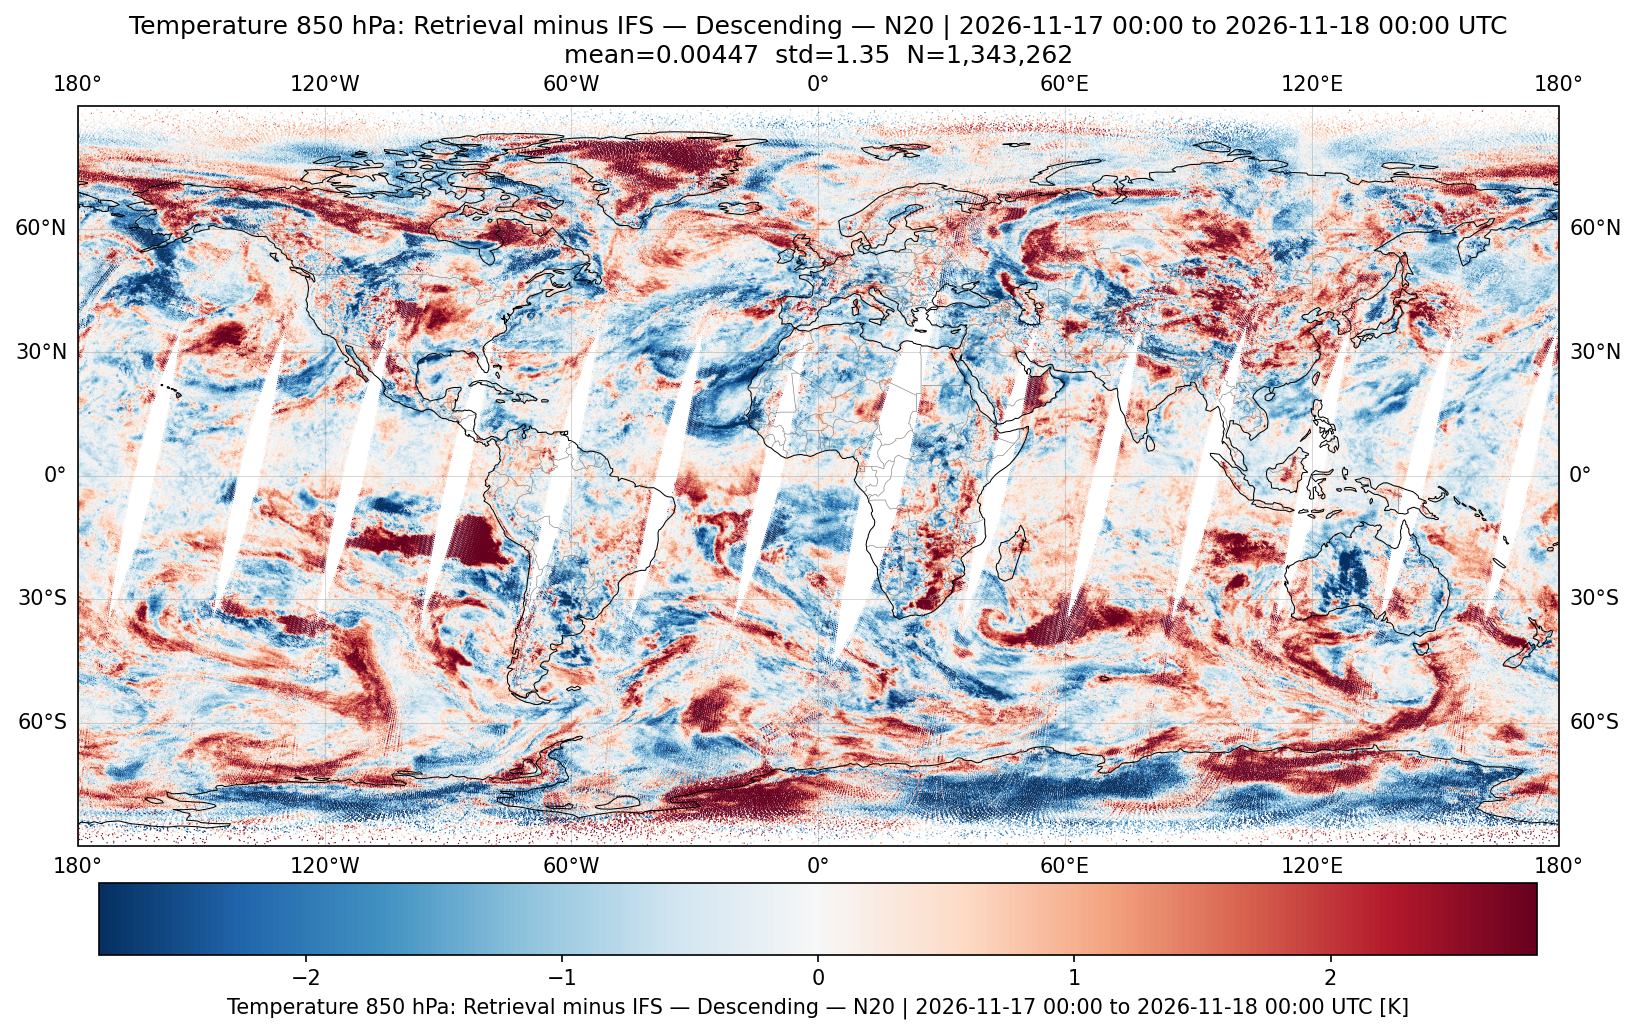 Temperature 850 hPa: Retrieval minus IFS — Descending — N20 | 2026-11-17 00:00 to 2026-11-18 00:00 UTC
mean=0.00447  std=1.35  N=1,343,262
180° 120°W 60°W 0° 60°E 120°E 180°
60°N 60°N
30°N 30°N
0° 0°
30°S 30°S
60°S 60°S
180° 120°W 60°W 0° 60°E 120°E 180°
−2 −1 0 1 2
Temperature 850 hPa: Retrieval minus IFS — Descending — N20 | 2026-11-17 00:00 to 2026-11-18 00:00 UTC [K]